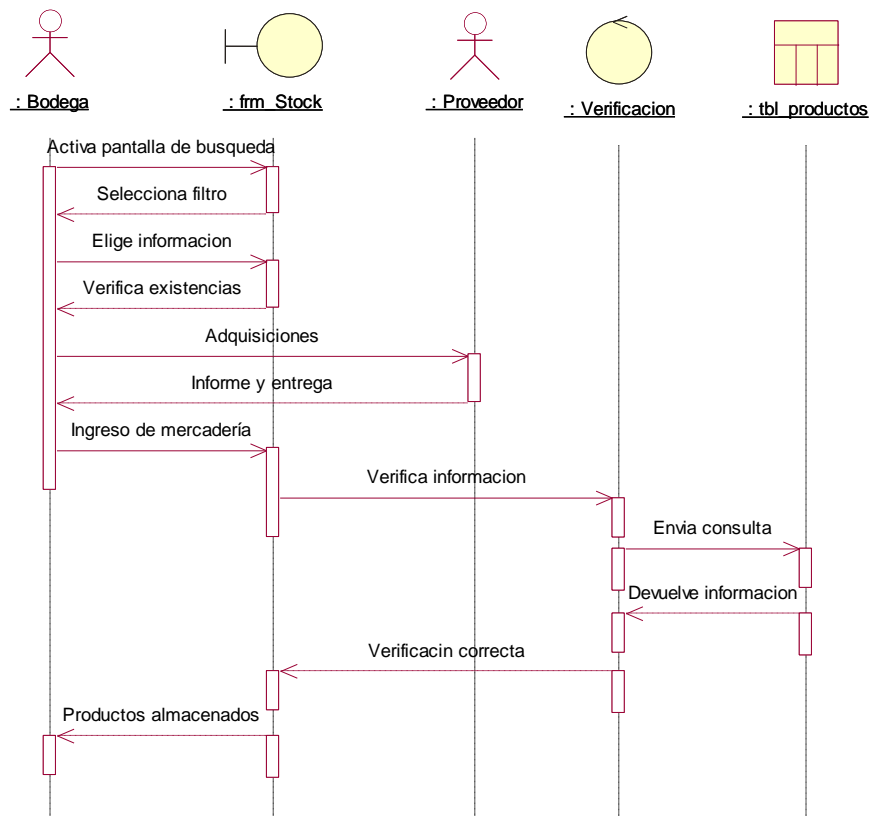 : Bodega
: frm_Stock
: Proveedor
: Verificacion
: tbl_productos
Activa pantalla de busqueda
Selecciona filtro
Elige informacion
Verifica existencias
Adquisiciones
Informe y entrega
Ingreso de mercadería
Verifica informacion
Envia consulta
Devuelve informacion
Verificacin correcta
Productos almacenados